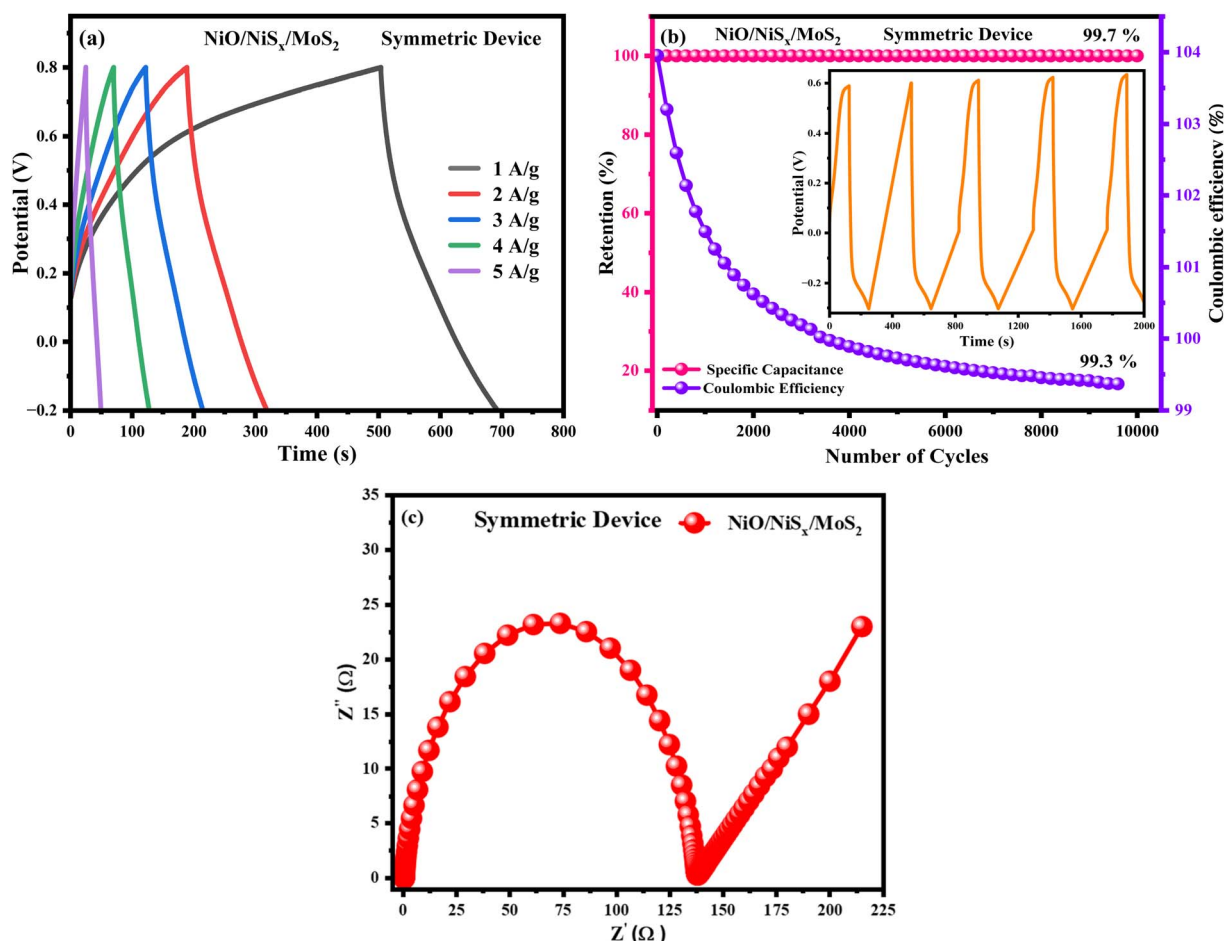 (a) NiO/NiSx/MoS2 Symmetric Device
0.8
0.6
0.4
0.2
0.0
−0.2
Potential (V)
1 A/g
2 A/g
3 A/g
4 A/g
5 A/g
0 100 200 300 400 500 600 700 800
Time (s)
(b) NiO/NiSx/MoS2 Symmetric Device 99.7 %
100
80
60
40
20
Retention (%)
104
103
102
101
100
99
Coulombic efficiency (%)
0.6
0.4
0.2
0.0
−0.2
Potential (V)
0 400 800 1200 1600 2000
Time (s)
99.3 %
Specific Capacitance
Coulombic Efficiency
0 2000 4000 6000 8000 10000
Number of Cycles
(c) Symmetric Device NiO/NiSx/MoS2
35
30
25
20
15
10
5
0
Z'' (Ω)
0 25 50 75 100 125 150 175 200 225
Z' (Ω)